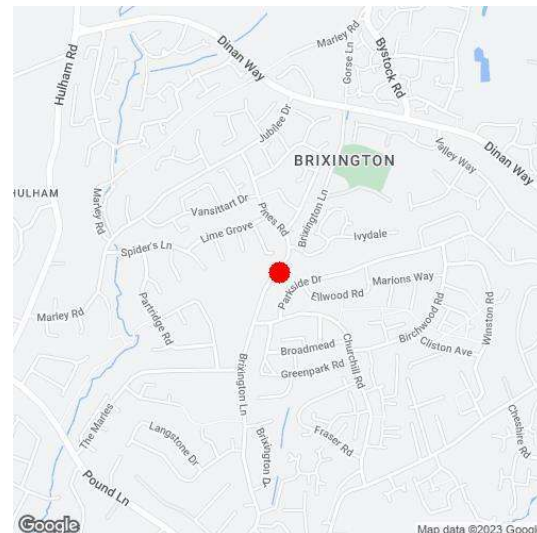 Hulham Rd
Dinan Way
Marley Rd
Gorse Ln
Bystock Rd
Jubilee Dr
BRIXINGTON
Valley Way
Dinan Way
HULHAM
Marley Rd
Vansittart Dr
Pines Rd
Brixington Ln
Lime Grove
Ivydale
Spider's Ln
Parkside Dr
Marions Way
Ellwood Rd
Winston Rd
Marley Rd
Partridge Rd
Birchwood Rd
Broadmead
Churchill Rd
Cliston Ave
Greenpark Rd
Brixington Ln
The Marles
Langstone Dr
Brixington D
Fraser Rd
Cheshire Rd
Pound Ln
Google
Map data ©2023 Google